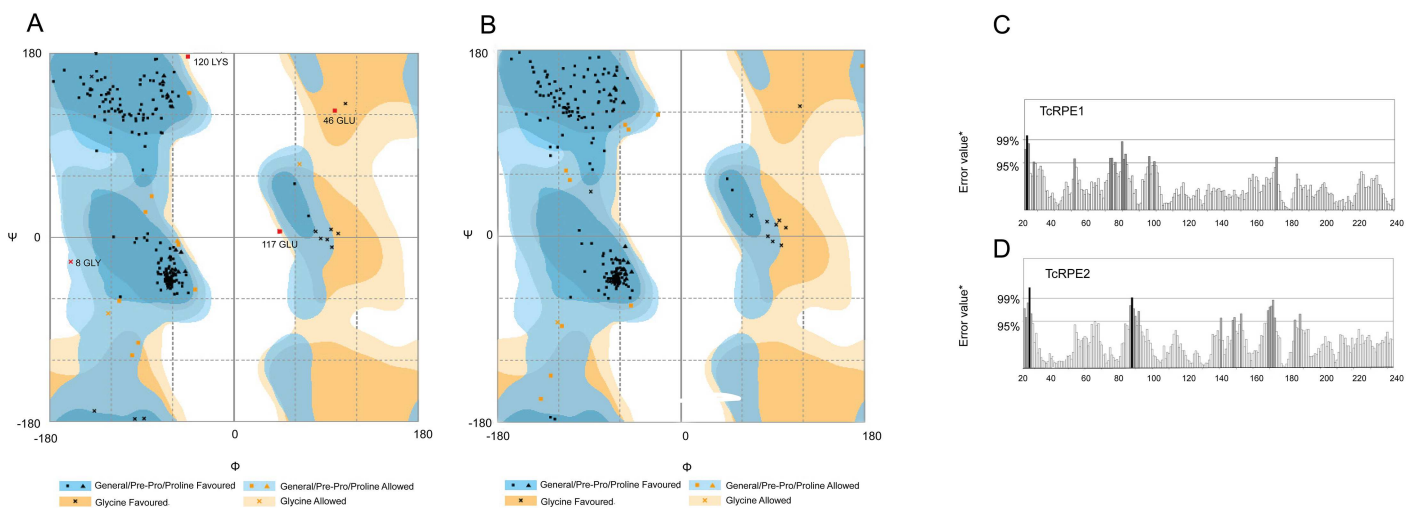 A
180
120 LYS
46 GLU
Ψ
0
117 GLU
8 GLY
-180
-180
0
180
Φ
General/Pre-Pro/Proline Favoured
General/Pre-Pro/Proline Allowed
Glycine Favoured
Glycine Allowed
B
180
Ψ
0
-180
-180
0
180
Φ
General/Pre-Pro/Proline Favoured
General/Pre-Pro/Proline Allowed
Glycine Favoured
Glycine Allowed
C
TcRPE1
Error value*
99%
95%
20 40 60 80 100 120 140 160 180 200 220 240
D
TcRPE2
Error value*
99%
95%
20 40 60 80 100 120 140 160 180 200 220 240